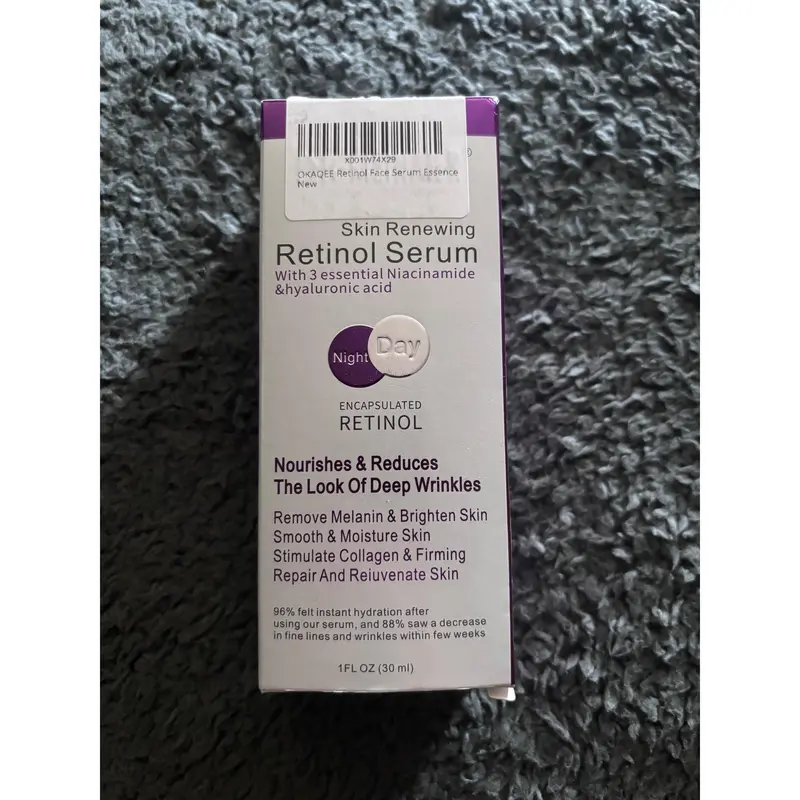 X001W74X29
OKAQEE Retinol Face Serum Essence
New
®
Skin Renewing
Retinol Serum
With 3 essential Niacinamide
&hyaluronic acid
Night
Day
ENCAPSULATED
RETINOL
Nourishes & Reduces
The Look Of Deep Wrinkles
Remove Melanin & Brighten Skin
Smooth & Moisture Skin
Stimulate Collagen & Firming
Repair And Reiuvenate Skin
96% felt instant hydration after
using our serum, and 88% saw a decrease
in fine lines and wrinkles within few weeks
1FL OZ (30 ml)